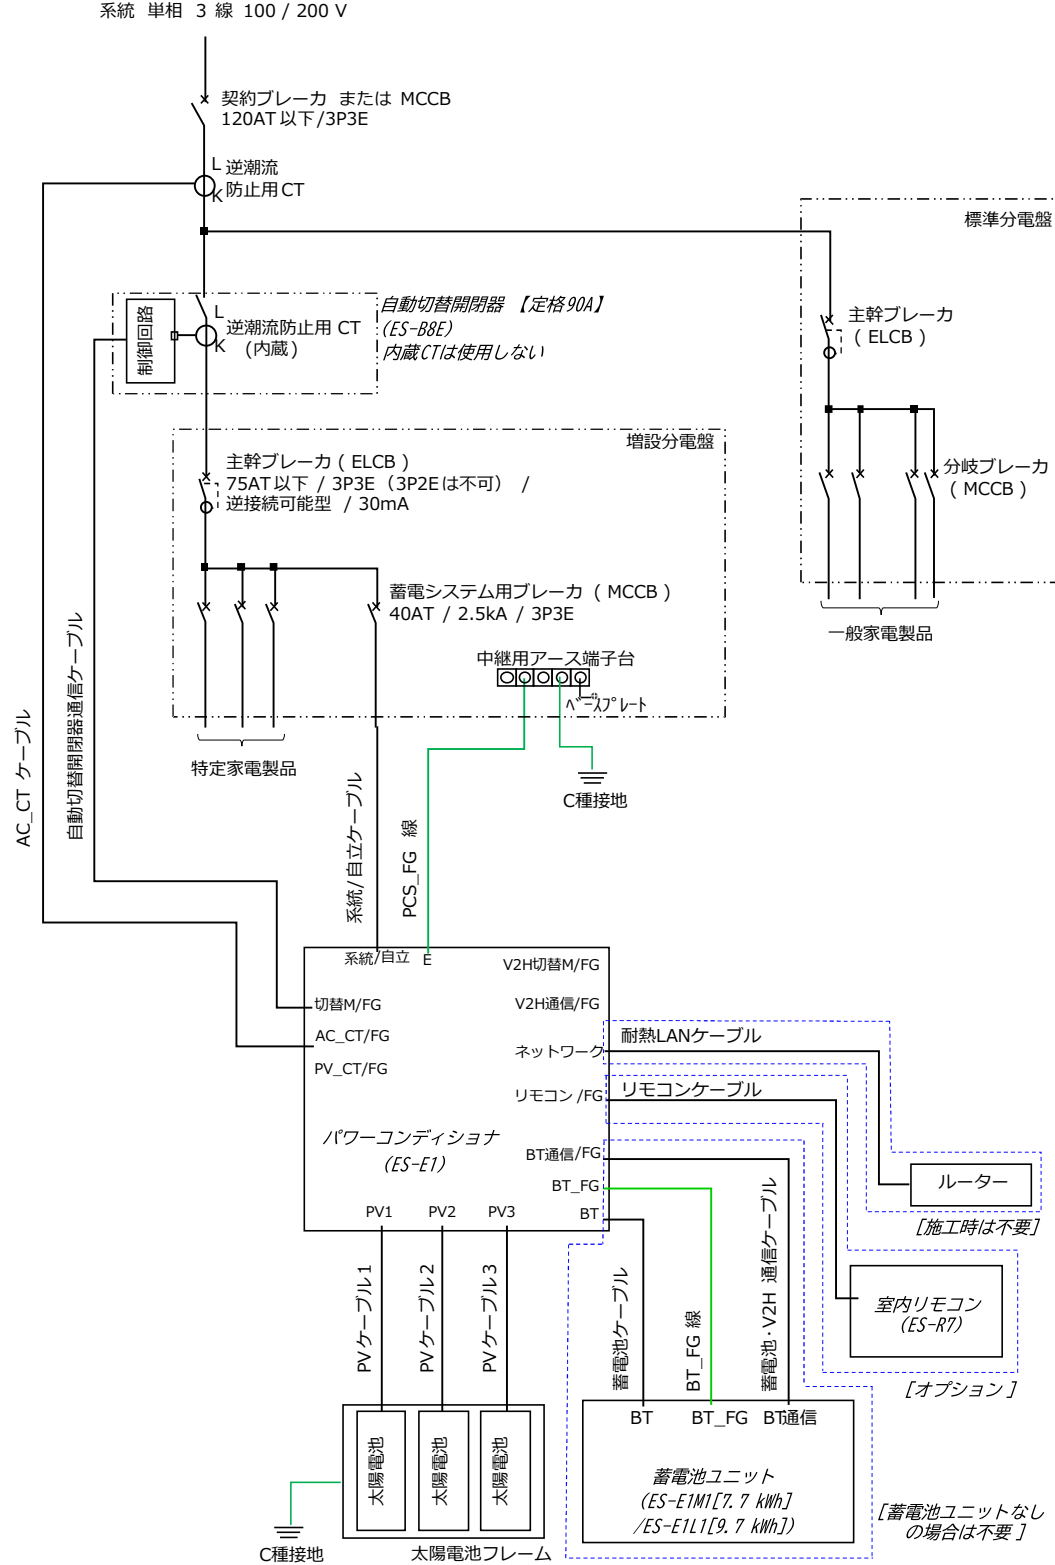 系統 単相 3 線 100 / 200 V
契約ブレーカ または MCCB
120AT 以下/3P3E
L
逆潮流
防止用 CT
K
標準分電盤
自動切替開閉器 【定格90A】
(ES-B8E)
内蔵CTは使用しない
制御回路
L
逆潮流防止用 CT
K
(内蔵)
主幹ブレーカ
( ELCB )
増設分電盤
主幹ブレーカ ( ELCB )
75AT 以下 / 3P3E (3P2E は不可) /
逆接続可能型 / 30mA
分岐ブレーカ
( MCCB )
蓄電システム用ブレーカ ( MCCB )
40AT / 2.5kA / 3P3E
一般家電製品
中継用アース端子台
ベースプレート
特定家電製品
C種接地
AC_CT ケーブル
自動切替開閉器通信ケーブル
系統/自立ケーブル
PCS_FG 線
系統/自立
E
V2H切替M/FG
切替M/FG
V2H通信/FG
AC_CT/FG
PV_CT/FG
ネットワーク
耐熱LANケーブル
リモコン /FG
リモコンケーブル
パワーコンディショナ
(ES-E1)
BT通信/FG
BT_FG
BT
PV1
PV2
PV3
ルーター
[施工時は不要]
室内リモコン
(ES-R7)
[オプション ]
PV ケーブル 1
PV ケーブル 2
PV ケーブル 3
蓄電池ケーブル
BT_FG 線
蓄電池・V2H 通信ケーブル
BT
BT_FG
BT通信
太陽電池
太陽電池
太陽電池
蓄電池ユニット
(ES-E1M1[7.7 kWh]
/ES-E1L1[9.7 kWh])
[蓄電池ユニットなし
の場合は不要 ]
C種接地
太陽電池フレーム